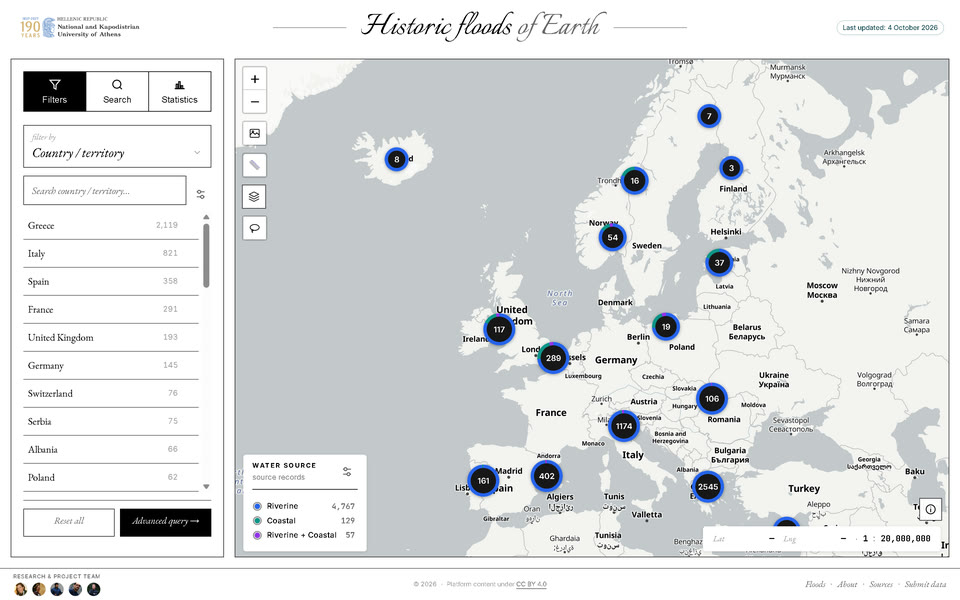 190
YEARS
HELLENIC REPUBLIC
National and Kapodistrian
University of Athens
Historic floods of Earth
Last updated: 4 October 2026
Filters
Search
Statistics
filter by
Country / territory
Search country / territory...
Greece 2,119
Italy 821
Spain 358
France 291
United Kingdom 193
Germany 145
Switzerland 76
Serbia 75
Albania 66
Poland 62
Reset all
Advanced query →
+
−
Tromsø
Murmansk
Мурманск
7
8
3
Arkhangelsk
Архангельск
16
Finland
Norway
54
Helsinki
Sweden
37
Latvia
Nizhny Novgorod
Нижний
Новгород
Moscow
Москва
North
Sea
Denmark
Lithuania
United
117
19
Samara
Самара
Ireland
Berlin
Poland
Belarus
Беларусь
289
Germany
Luxembourg
Czechia
Ukraine
Україна
Volgograd
Волгоград
Slovakia
Zurich
Austria
Hungary
106
Moldova
France
Slovenia
Romania
Sevastopol
Севастополь
1174
Bosnia and
Herzegovina
Monaco
Italy
Bulgaria
България
Andorra
Georgia
საქართველო
Madrid
402
Albania
Baku
161
2545
Turkey
Algiers
الجزائر
Tunis
تونس
Aleppo
حلب
Oran
وهران
Gibraltar
Valletta
Ghardaia
غرداية
Tunisia
تونس
WATER SOURCE
source records
Riverine 4,767
Coastal 129
Riverine + Coastal 57
Lat – Lng – · 1 : 20,000,000
RESEARCH & PROJECT TEAM
© 2026 · Platform content under CC BY 4.0
Floods · About · Sources · Submit data